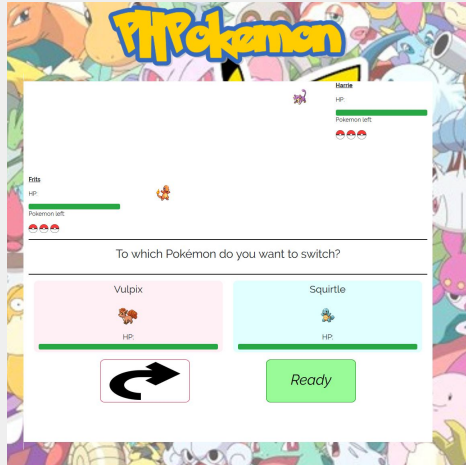 PHPokemon
Harrie
HP:
Pokemon left:
Frits
HP:
Pokemon left:
To which Pokémon do you want to switch?
Vulpix
HP:
Squirtle
HP:
Ready